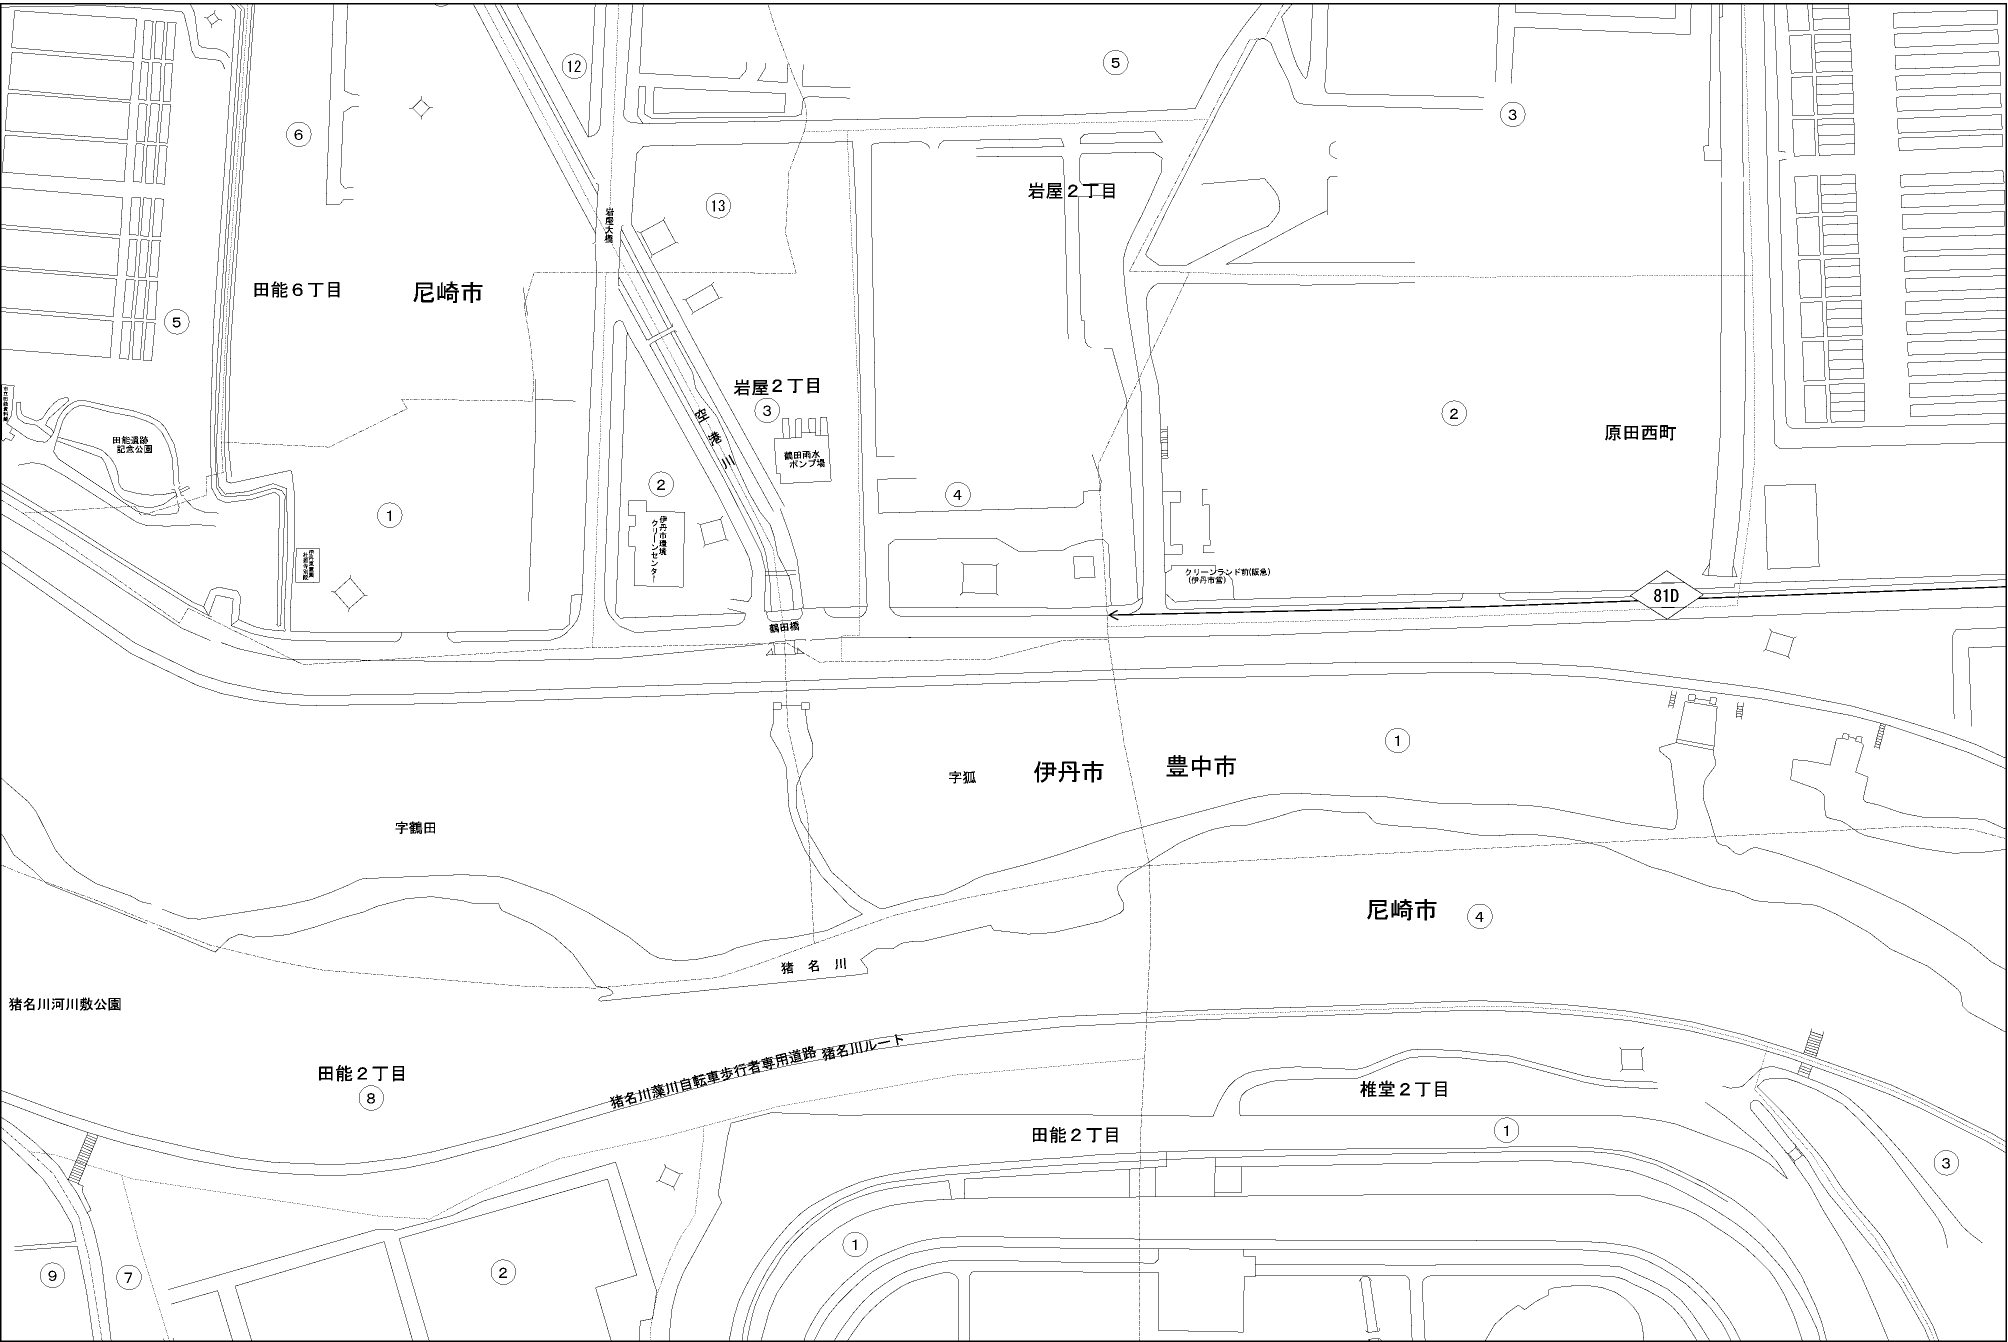 12
5
3
6
13
岩屋2丁目
岩屋大橋
田能6丁目
尼崎市
5
岩屋2丁目
3
空港川
2
原田西町
田能遺跡
記念公園
鶴田雨水
ポンプ場
2
4
1
伊丹市環境
クリーンセンター
クリーンランド前(阪急)
(伊丹市営)
81D
鶴田橋
1
伊丹市
豊中市
字狐
字鶴田
尼崎市
4
猪名川
猪名川河川敷公園
猪名川藻川自転車歩行者専用道路 猪名川ルート
田能2丁目
8
椎堂2丁目
田能2丁目
1
3
1
9
7
2